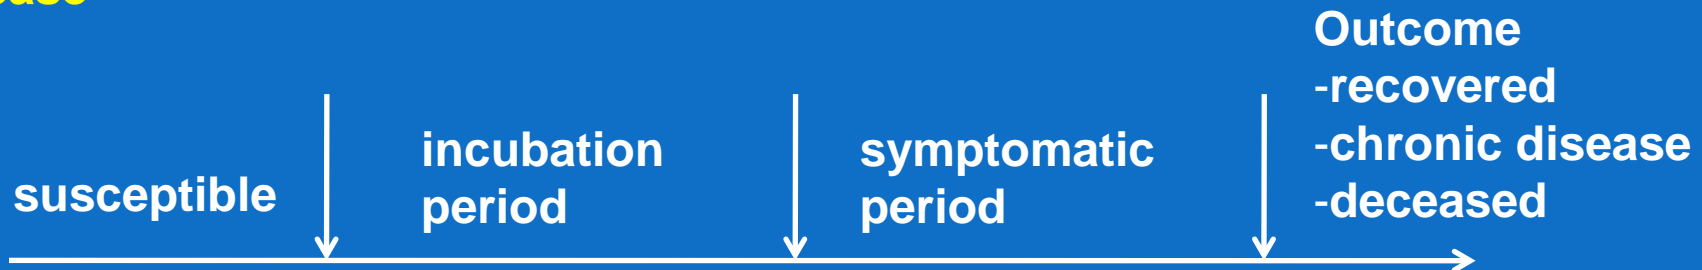 susceptible
incubation
period
symptomatic
period
Outcome
-recovered
-chronic disease
-deceased